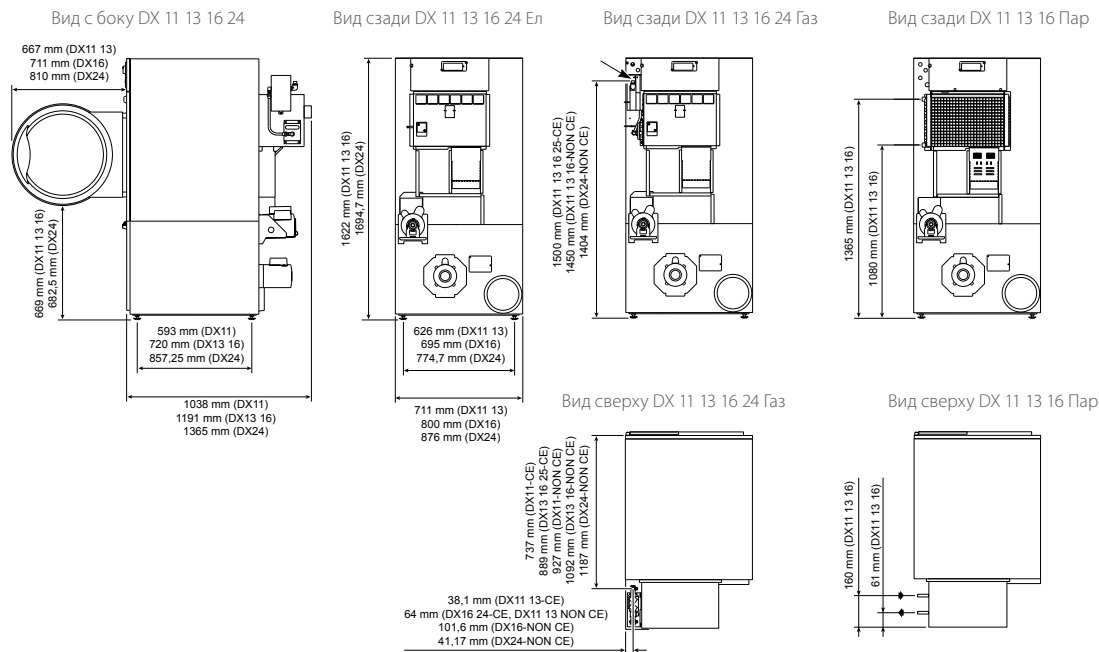 Вид с боку DX 11 13 16 24
667 mm (DX11 13)
711 mm (DX16)
810 mm (DX24)
669 mm (DX11 13 16)
682,5 mm (DX24)
593 mm (DX11)
720 mm (DX13 16)
857,25 mm (DX24)
1038 mm (DX11)
1191 mm (DX13 16)
1365 mm (DX24)
Вид сзади DX 11 13 16 24 Ел
1622 mm (DX11 13 16)
1694,7 mm (DX24)
626 mm (DX11 13)
695 mm (DX16)
774,7 mm (DX24)
711 mm (DX11 13)
800 mm (DX16)
876 mm (DX24)
Вид сзади DX 11 13 16 24 Газ
1500 mm (DX11 13 16 25-CE)
1450 mm (DX11 13 16-NON CE)
1404 mm (DX24-NON CE)
Вид сзади DX 11 13 16 Пар
1365 mm (DX11 13 16)
1080 mm (DX11 13 16)
Вид сверху DX 11 13 16 24 Газ
737 mm (DX11-CE)
889 mm (DX13 16 25-CE)
927 mm (DX11-NON CE)
1092 mm (DX13 16-NON CE)
1187 mm (DX24-NON CE)
38,1 mm (DX11 13-CE)
64 mm (DX16 24-CE, DX11 13 NON CE)
101,6 mm (DX16-NON CE)
41,17 mm (DX24-NON CE)
Вид сверху DX 11 13 16 Пар
160 mm (DX11 13 16)
61 mm (DX11 13 16)